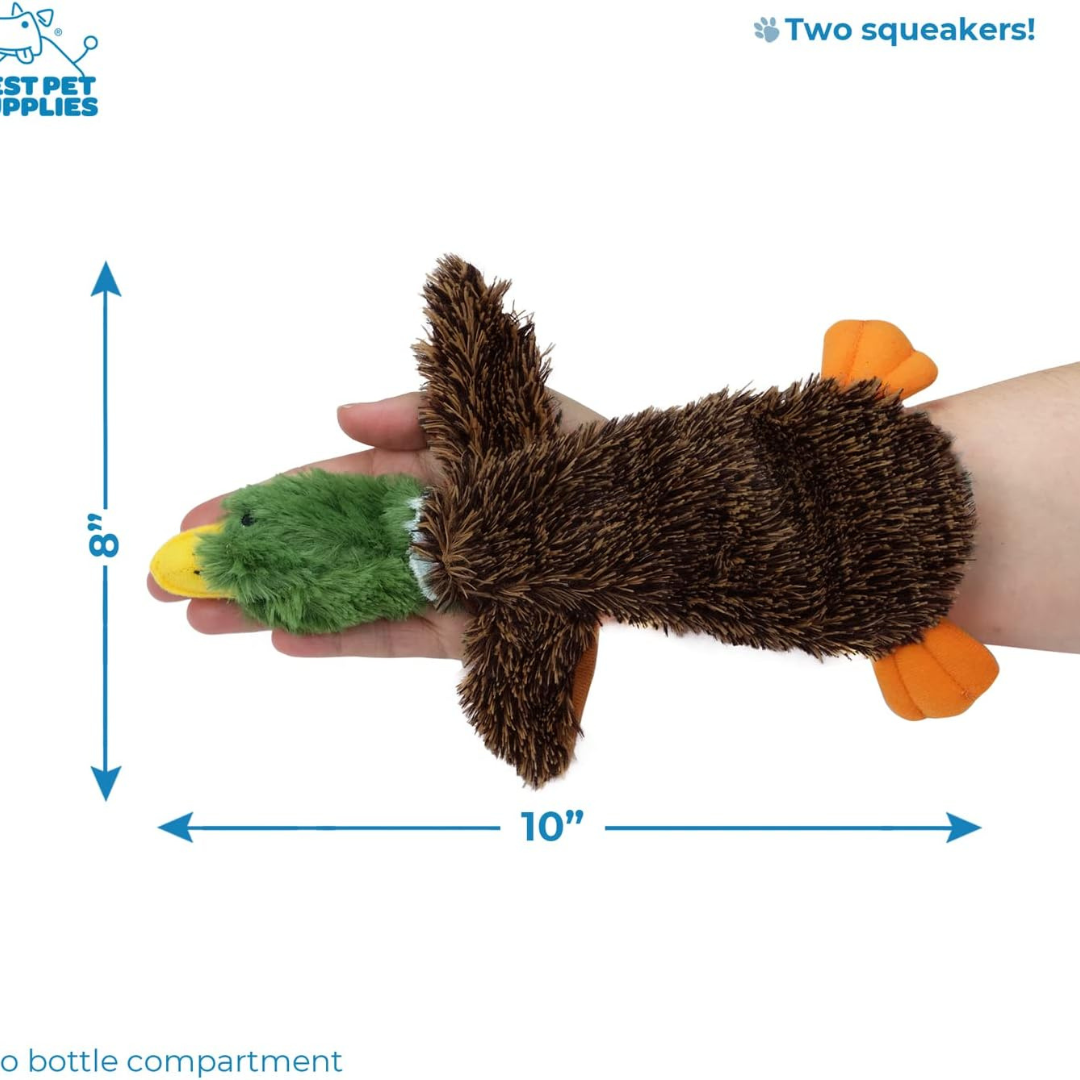 ®
EST PET
UPPLIES
Two squeakers!
8”
10”
o bottle compartment